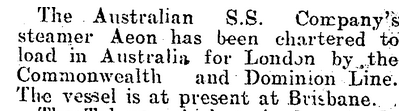 The Australian S.S. Company's
steamer Aeon has been chartered to
load in Australia for London by the
Commonwealth and Dominion Line.
The vessel is at present at Brisbane.